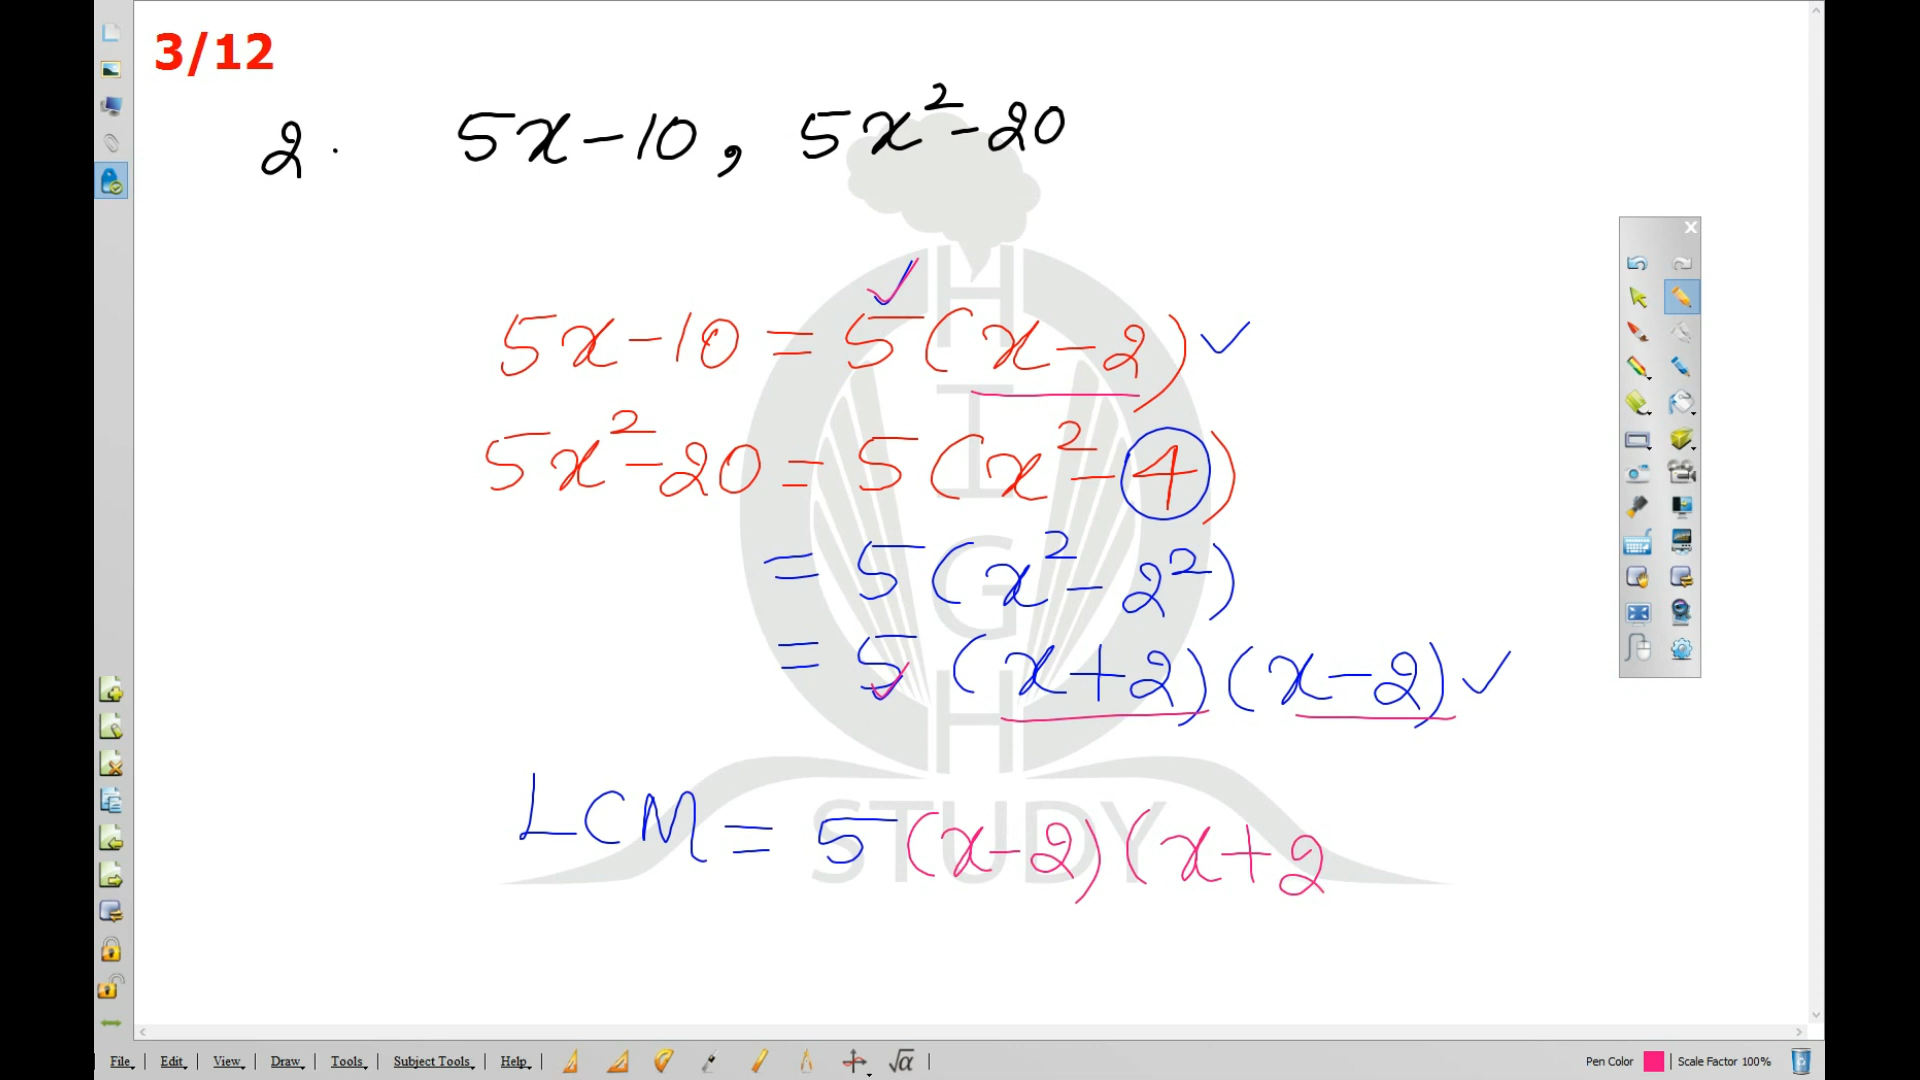 3/12
2. 5x-10, 5x²-20
5x-10 = 5(x-2) ✓
5x²-20 = 5(x²-4)
= 5(x²-2²)
= 5 (x+2)(x-2) ✓
LCM = 5(x-2)(x+2
HIGH
STUDY
File Edit View Draw Tools Subject Tools Help √α Pen Color Scale Factor 100%